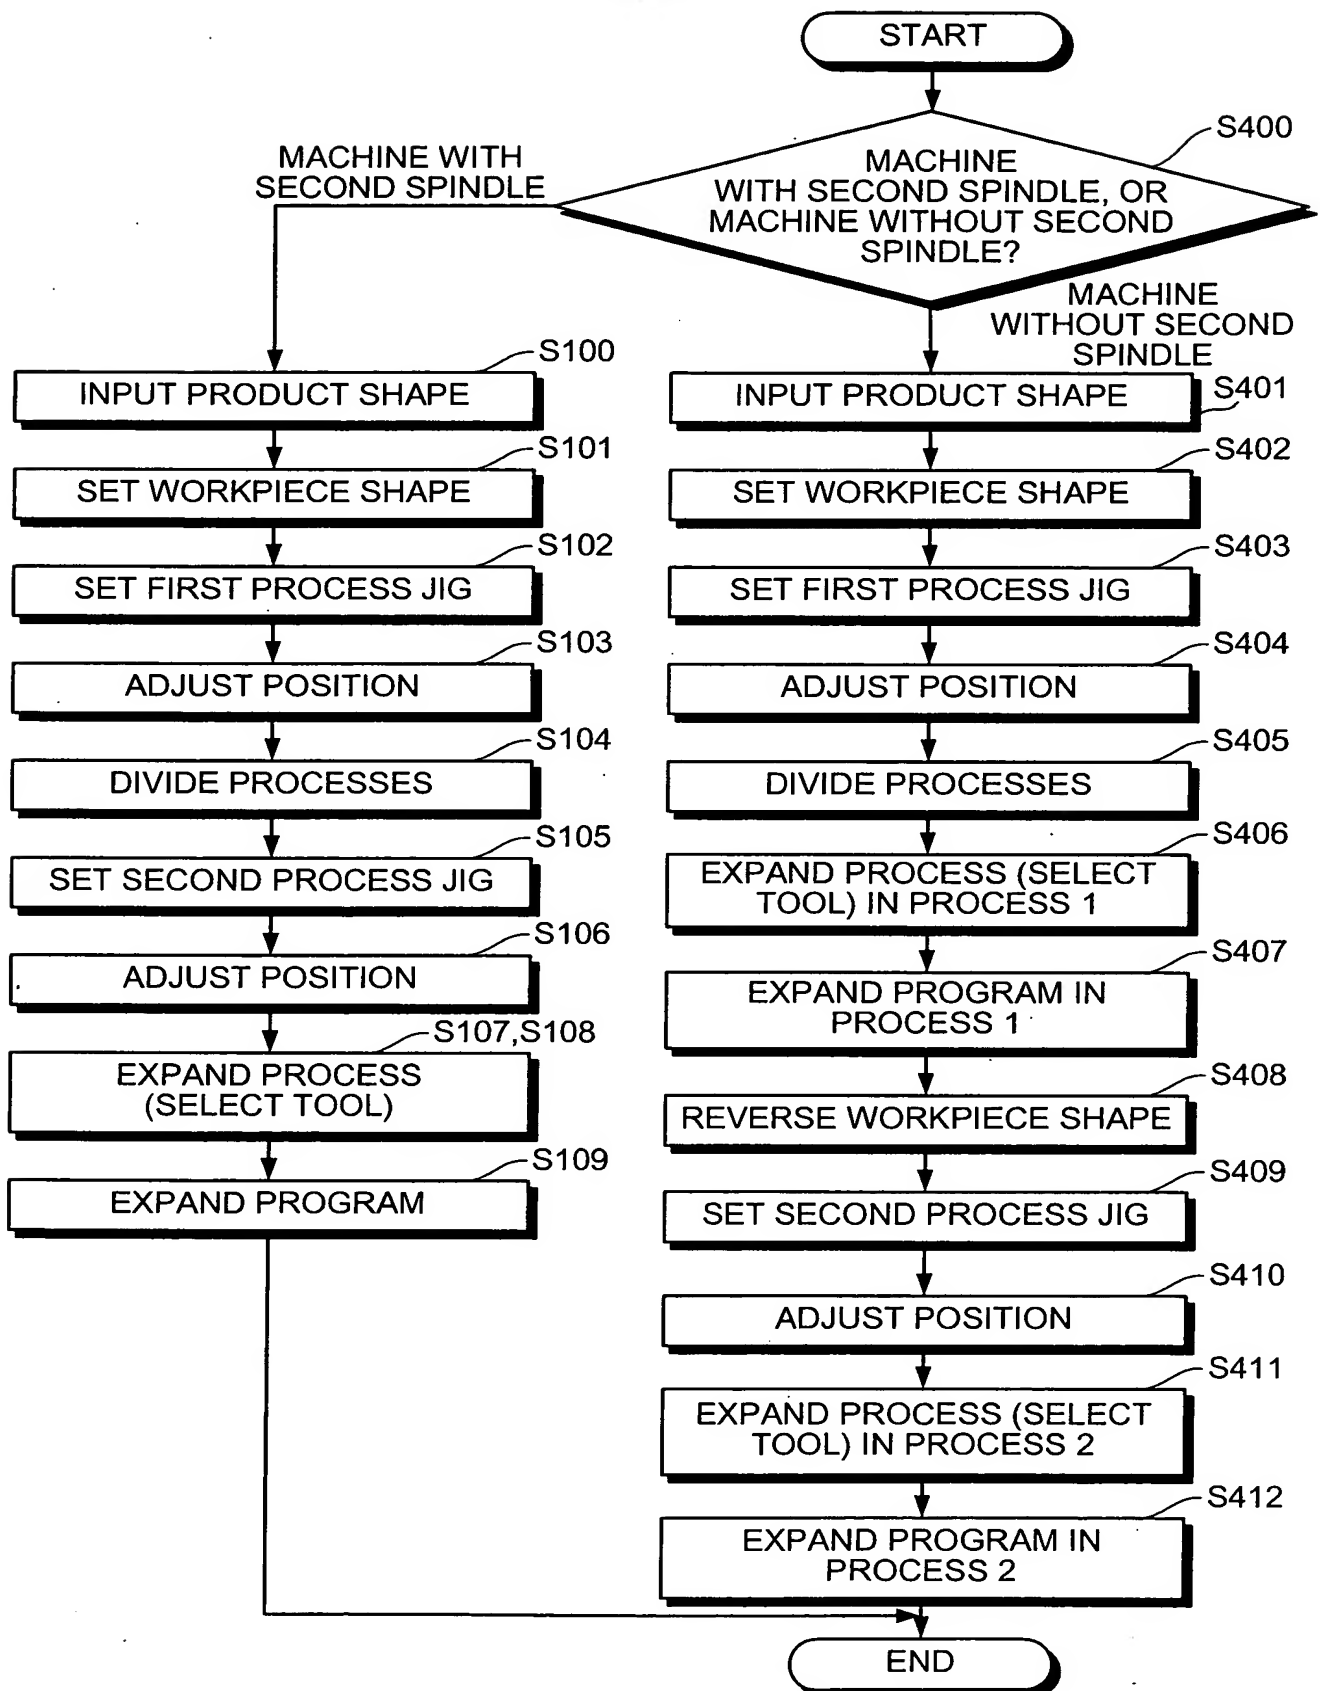 START
S400
MACHINE
WITH SECOND SPINDLE, OR
MACHINE WITHOUT SECOND
SPINDLE?
MACHINE WITH
SECOND SPINDLE
MACHINE
WITHOUT SECOND
SPINDLE
S100
INPUT PRODUCT SHAPE
S101
SET WORKPIECE SHAPE
S102
SET FIRST PROCESS JIG
S103
ADJUST POSITION
S104
DIVIDE PROCESSES
S105
SET SECOND PROCESS JIG
S106
ADJUST POSITION
S107,S108
EXPAND PROCESS
(SELECT TOOL)
S109
EXPAND PROGRAM
S401
INPUT PRODUCT SHAPE
S402
SET WORKPIECE SHAPE
S403
SET FIRST PROCESS JIG
S404
ADJUST POSITION
S405
DIVIDE PROCESSES
S406
EXPAND PROCESS (SELECT
TOOL) IN PROCESS 1
S407
EXPAND PROGRAM IN
PROCESS 1
S408
REVERSE WORKPIECE SHAPE
S409
SET SECOND PROCESS JIG
S410
ADJUST POSITION
S411
EXPAND PROCESS (SELECT
TOOL) IN PROCESS 2
S412
EXPAND PROGRAM IN
PROCESS 2
END